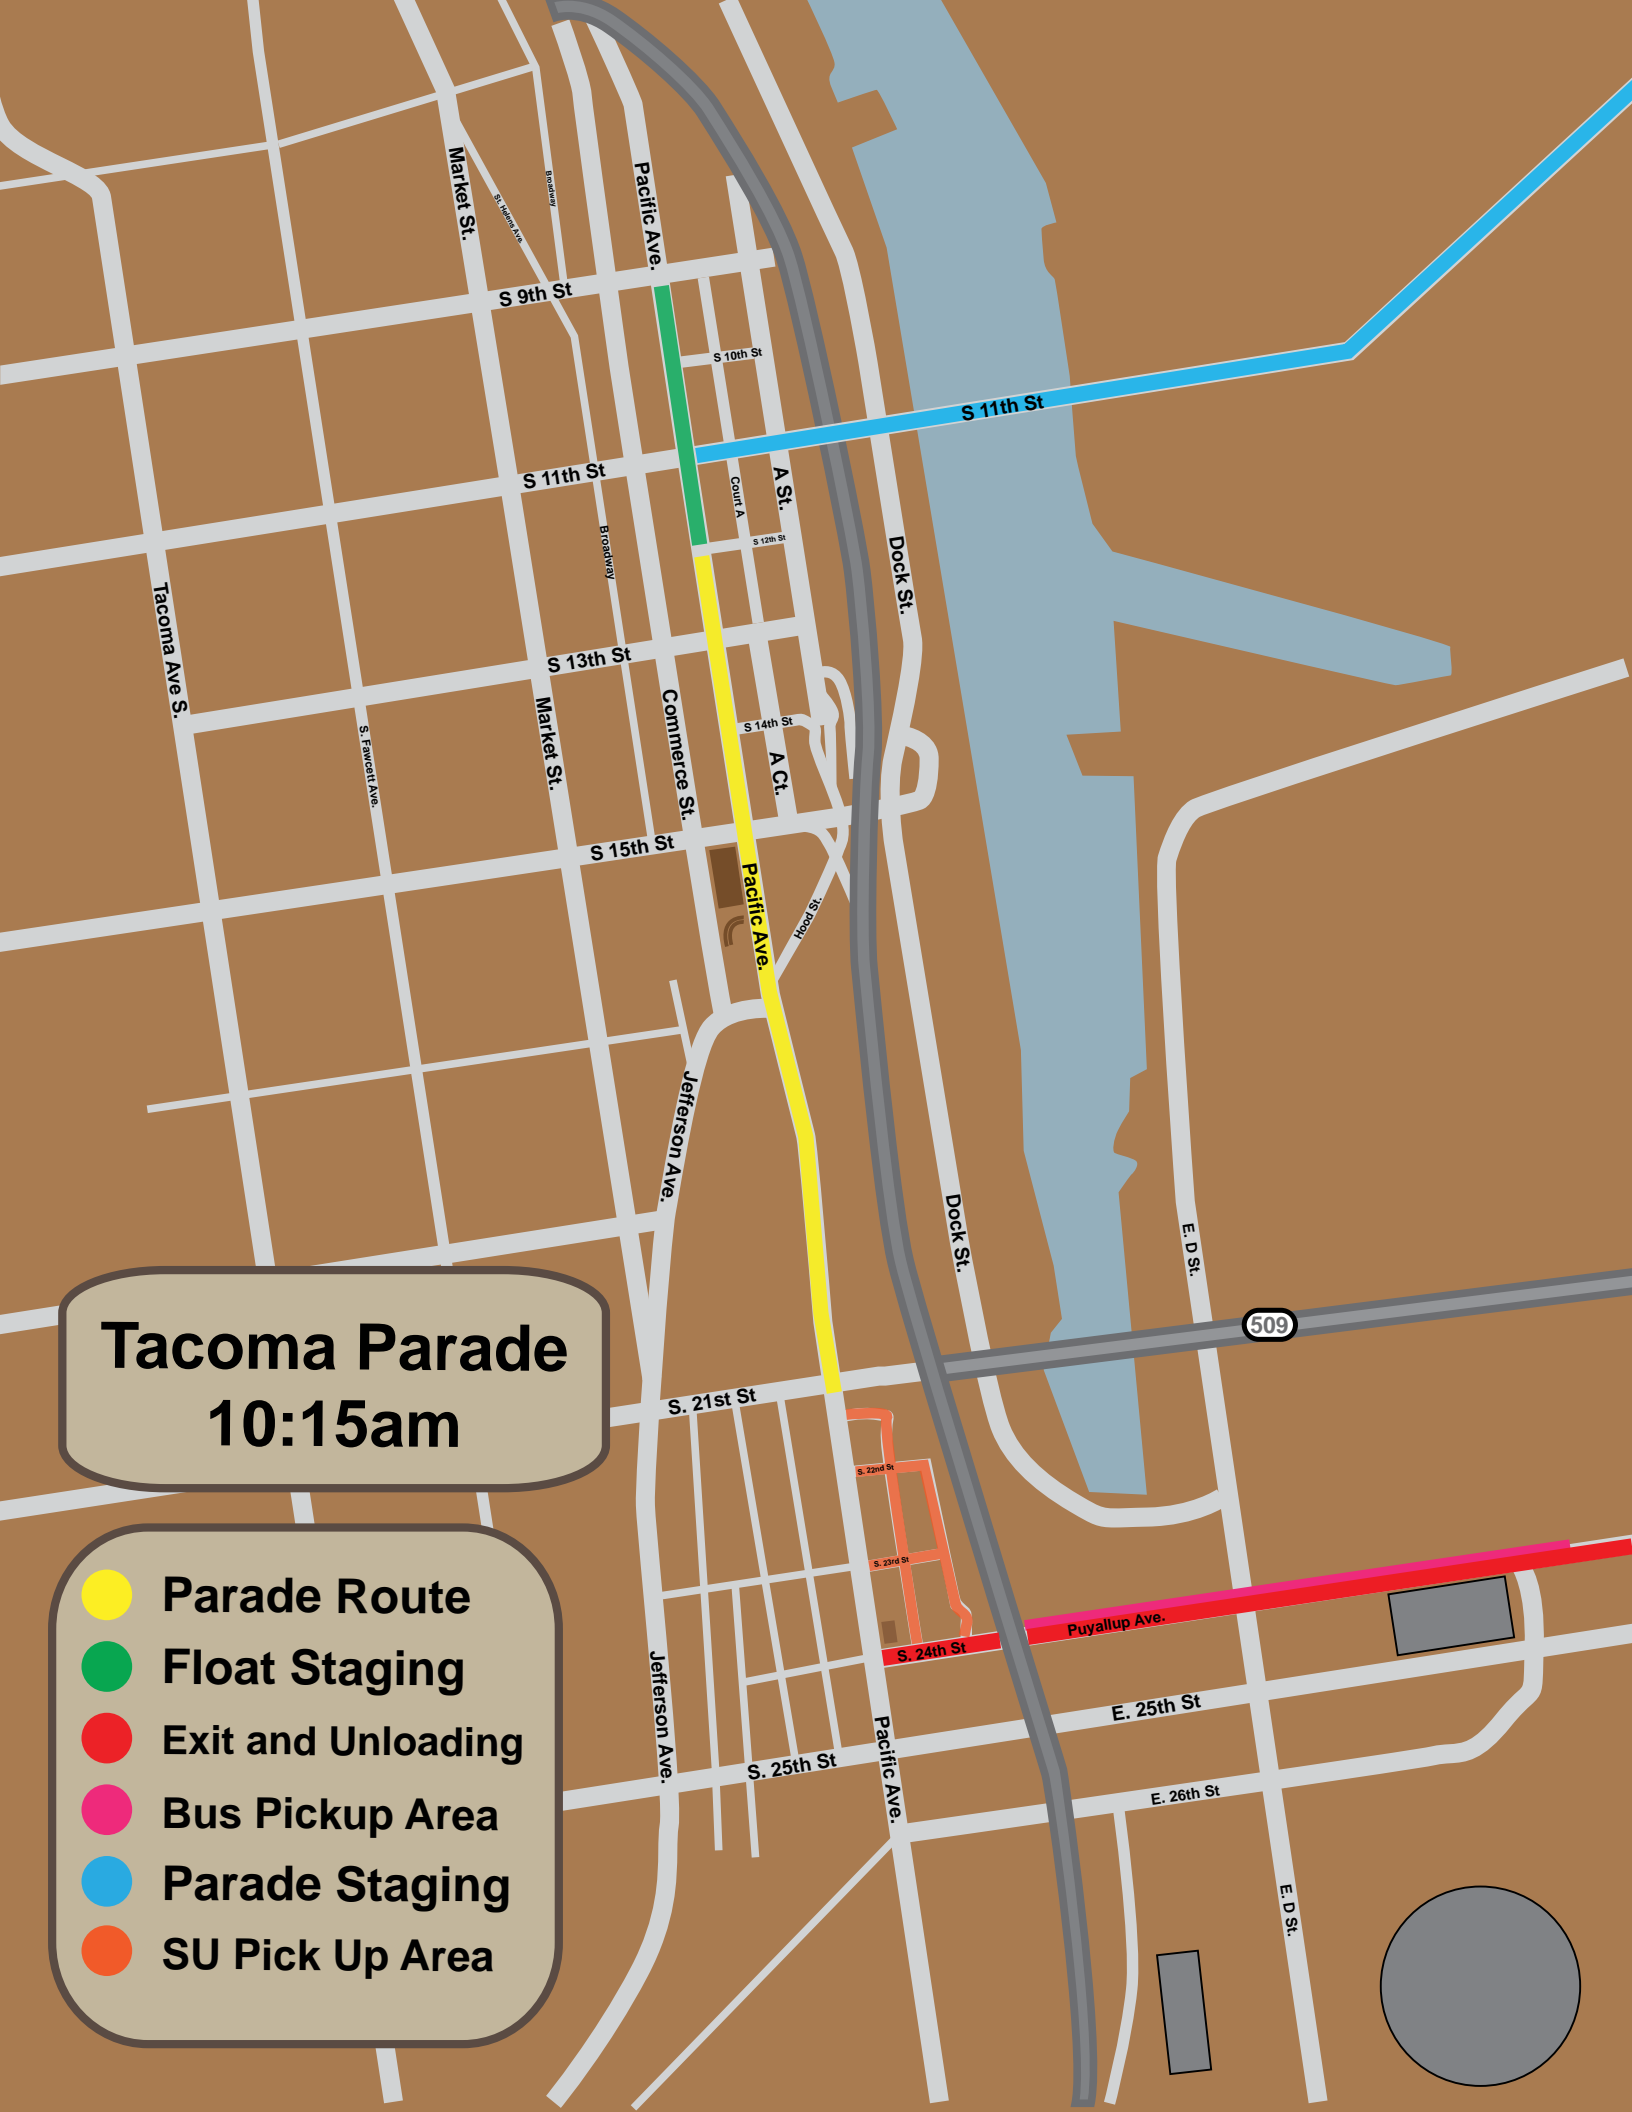 Market St.
St. Helens Ave.
Broadway
Pacific Ave.
S 9th St
S 10th St
S 11th St
S 11th St
Court A
A St.
S 12th St
Broadway
Dock St.
Tacoma Ave S.
S 13th St
Market St.
Commerce St.
S 14th St
A Ct.
S. Fawcett Ave.
S 15th St
Pacific Ave.
Hood St.
Jefferson Ave.
Dock St.
E. D St.
509
Tacoma Parade
10:15am
S. 21st St
S. 22nd St
S. 23rd St
S. 24th St
Puyallup Ave.
Jefferson Ave.
Pacific Ave.
E. 25th St
S. 25th St
E. 26th St
E. D St.
Parade Route
Float Staging
Exit and Unloading
Bus Pickup Area
Parade Staging
SU Pick Up Area